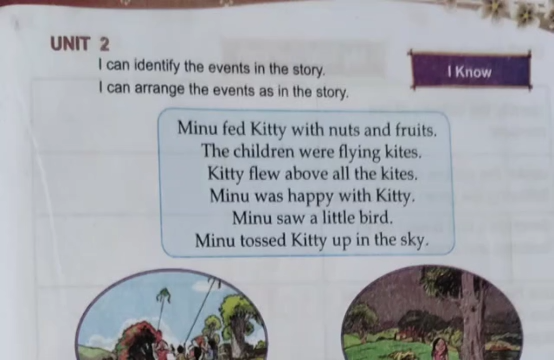 UNIT 2
I can identify the events in the story.
I can arrange the events as in the story.
I Know
Minu fed Kitty with nuts and fruits.
The children were flying kites.
Kitty flew above all the kites.
Minu was happy with Kitty.
Minu saw a little bird.
Minu tossed Kitty up in the sky.